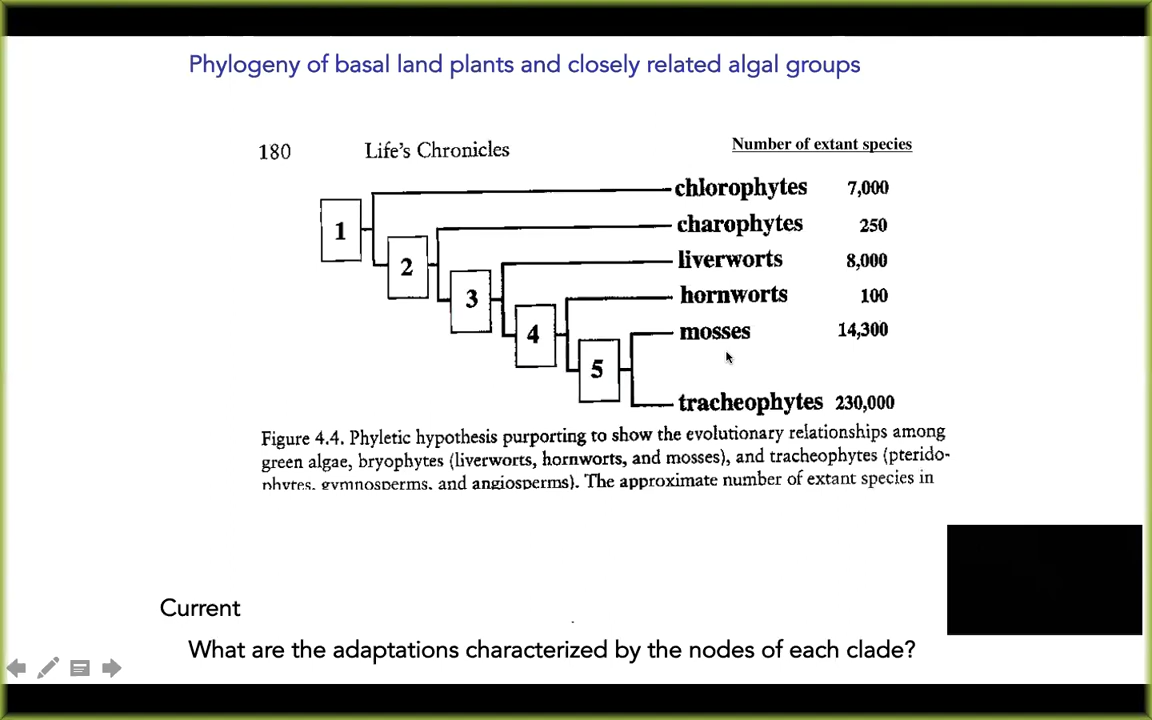 Phylogeny of basal land plants and closely related algal groups
180 Life's Chronicles Number of extant species
chlorophytes 7,000
1
charophytes 250
2
liverworts 8,000
3
hornworts 100
4
mosses 14,300
5
tracheophytes 230,000
Figure 4.4. Phyletic hypothesis purporting to show the evolutionary relationships among
green algae, bryophytes (liverworts, hornworts, and mosses), and tracheophytes (pterido-
phytes, gymnosperms, and angiosperms). The approximate number of extant species in
Current
What are the adaptations characterized by the nodes of each clade?